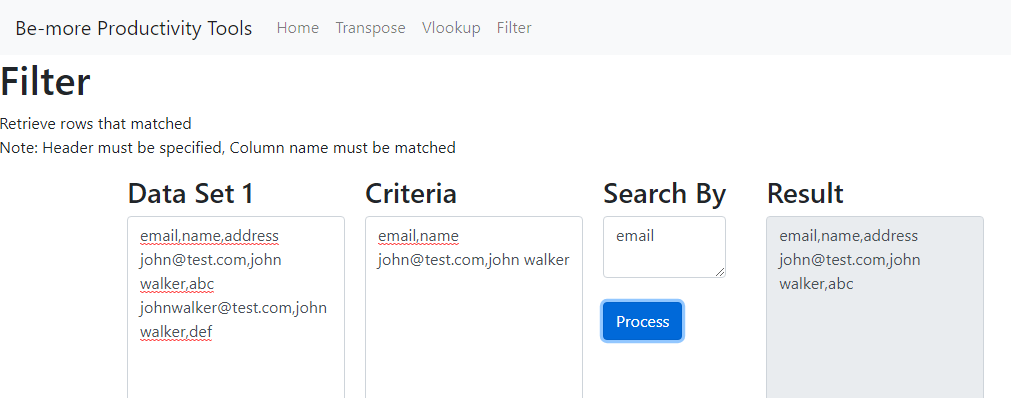 Be-more Productivity Tools Home Transpose Vlookup Filter
Filter
Retrieve rows that matched
Note: Header must be specified, Column name must be matched
Data Set 1
email,name,address
john@test.com,john
walker,abc
johnwalker@test.com,john
walker,def
Criteria
email,name
john@test.com,john walker
Search By
email
Process
Result
email,name,address
john@test.com,john
walker,abc